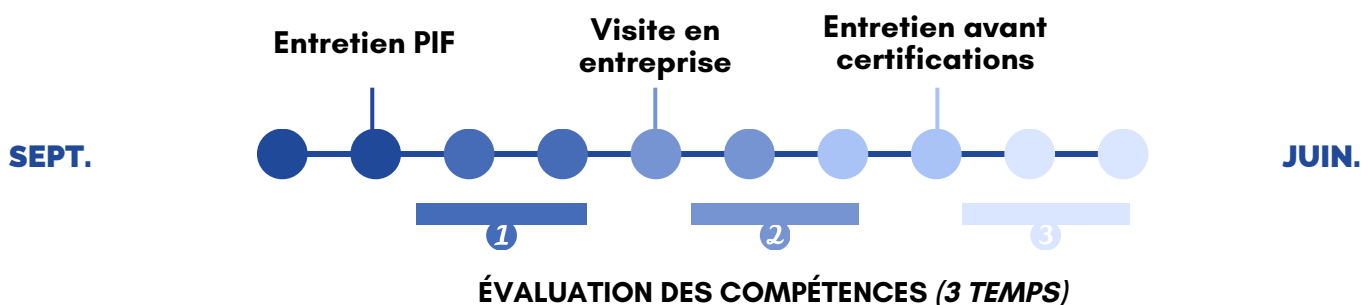 Entretien PIF
Visite en
entreprise
Entretien avant
certifications
SEPT.
JUIN.
1
2
3
ÉVALUATION DES COMPÉTENCES (3 TEMPS)